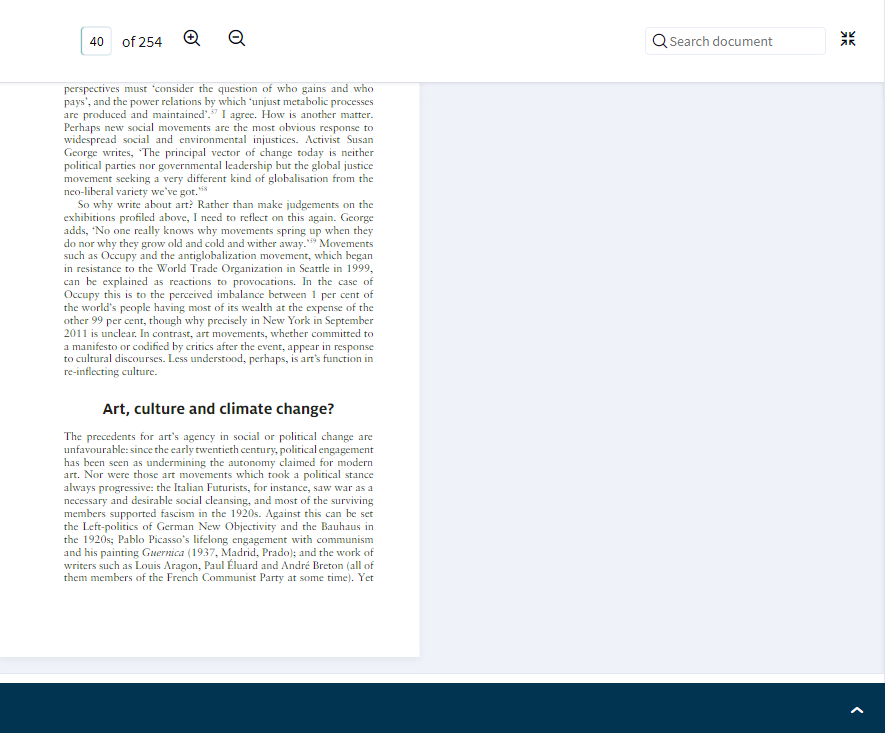 40 of 254
Search document
perspectives must ‘consider the question of who gains and who
pays’, and the power relations by which ‘unjust metabolic processes
are produced and maintained’.57 I agree. How is another matter.
Perhaps new social movements are the most obvious response to
widespread social and environmental injustices. Activist Susan
George writes, ‘The principal vector of change today is neither
political parties nor governmental leadership but the global justice
movement seeking a very different kind of globalisation from the
neo-liberal variety we’ve got.’58
So why write about art? Rather than make judgements on the
exhibitions profiled above, I need to reflect on this again. George
adds, ‘No one really knows why movements spring up when they
do nor why they grow old and cold and wither away.’59 Movements
such as Occupy and the antiglobalization movement, which began
in resistance to the World Trade Organization in Seattle in 1999,
can be explained as reactions to provocations. In the case of
Occupy this is to the perceived imbalance between 1 per cent of
the world’s people having most of its wealth at the expense of the
other 99 per cent, though why precisely in New York in September
2011 is unclear. In contrast, art movements, whether committed to
a manifesto or codified by critics after the event, appear in response
to cultural discourses. Less understood, perhaps, is art’s function in
re-inflecting culture.
Art, culture and climate change?
The precedents for art’s agency in social or political change are
unfavourable: since the early twentieth century, political engagement
has been seen as undermining the autonomy claimed for modern
art. Nor were those art movements which took a political stance
always progressive: the Italian Futurists, for instance, saw war as a
necessary and desirable social cleansing, and most of the surviving
members supported fascism in the 1920s. Against this can be set
the Left-politics of German New Objectivity and the Bauhaus in
the 1920s; Pablo Picasso’s lifelong engagement with communism
and his painting Guernica (1937, Madrid, Prado); and the work of
writers such as Louis Aragon, Paul Éluard and André Breton (all of
them members of the French Communist Party at some time). Yet